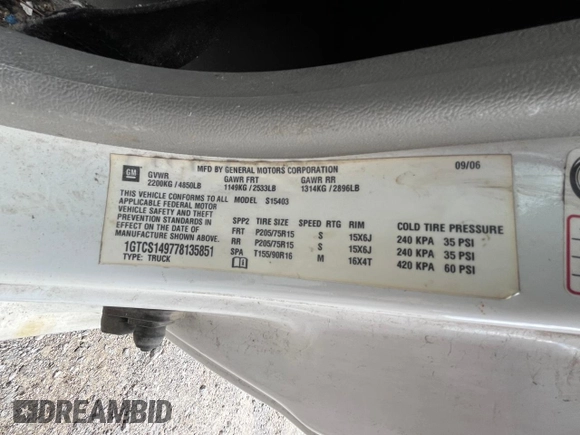 GM
MFD BY GENERAL MOTORS CORPORATION
09/06
GVWR GAWR FRT GAWR RR
2200KG / 4850LB 1149KG / 2533LB 1314KG / 2896LB
THIS VEHICLE CONFORMS TO ALL MODEL S15403
APPLICABLE FEDERAL MOTOR
VEHICLE SAFETY AND THEFT
PREVENTION STANDARDS IN
EFFECT ON THE DATE OF
MANUFACTURE SHOWN ABOVE.
1GTCS149778135851
TYPE: TRUCK
SPP2 TIRE SIZE SPEED RTG RIM COLD TIRE PRESSURE
FRT P205/75R15 S 15X6J 240 KPA 35 PSI
RR P205/75R15 S 15X6J 240 KPA 35 PSI
SPA T155/90R16 M 16X4T 420 KPA 60 PSI
DREAMBID